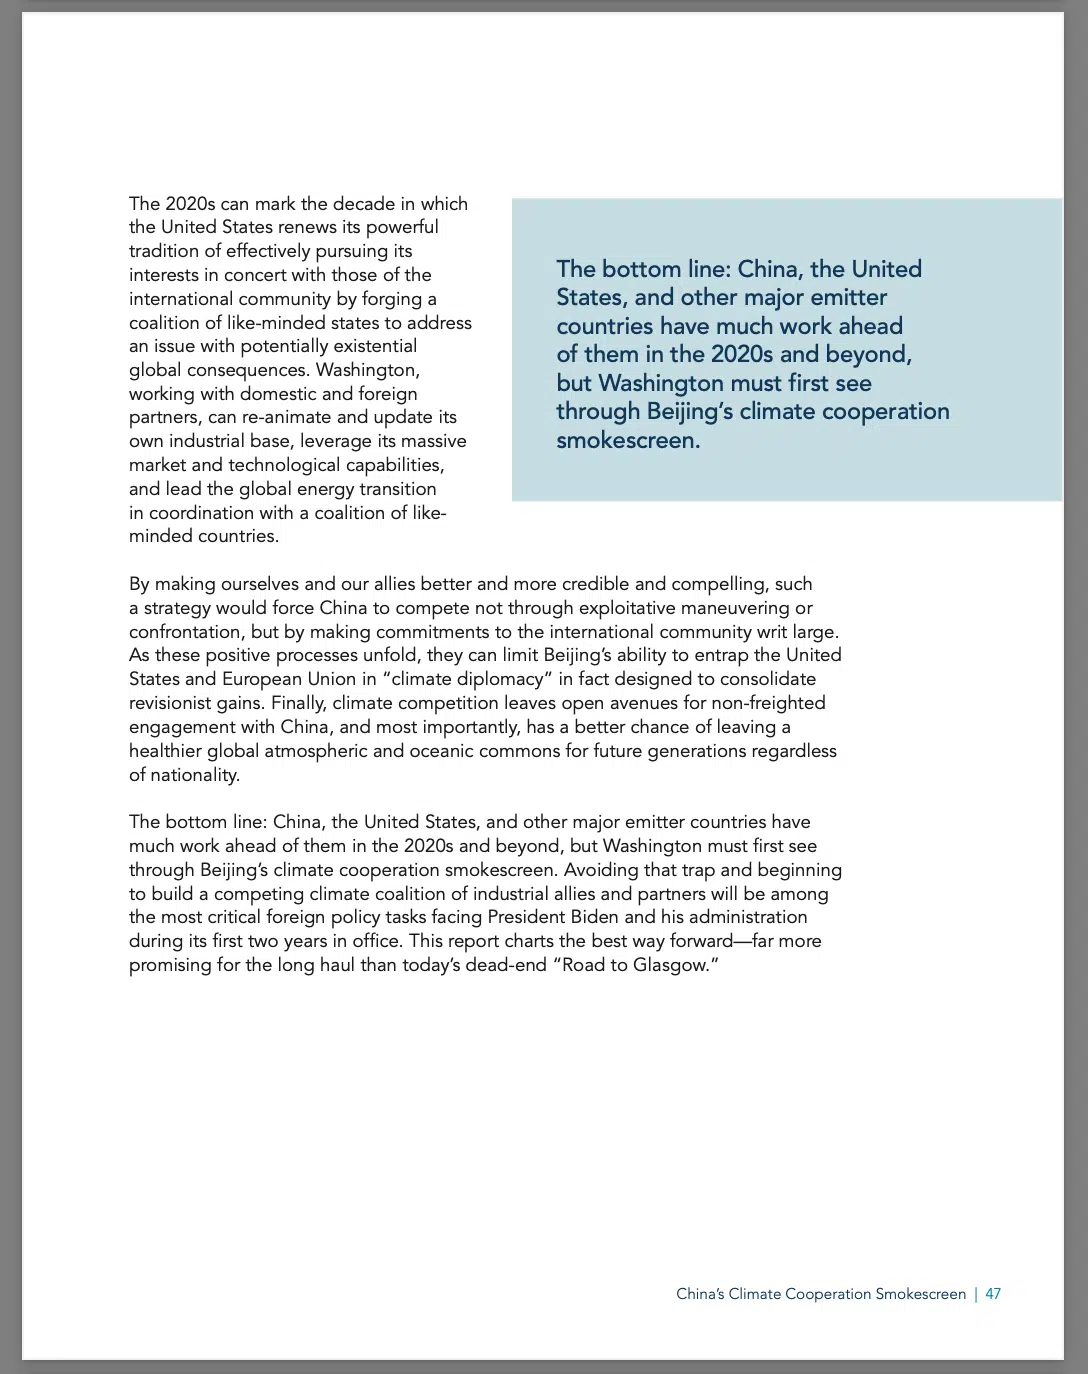 The 2020s can mark the decade in which
the United States renews its powerful
tradition of effectively pursuing its
interests in concert with those of the
international community by forging a
coalition of like-minded states to address
an issue with potentially existential
global consequences. Washington,
working with domestic and foreign
partners, can re-animate and update its
own industrial base, leverage its massive
market and technological capabilities,
and lead the global energy transition
in coordination with a coalition of like-
minded countries.
The bottom line: China, the United
States, and other major emitter
countries have much work ahead
of them in the 2020s and beyond,
but Washington must first see
through Beijing’s climate cooperation
smokescreen.
By making ourselves and our allies better and more credible and compelling, such
a strategy would force China to compete not through exploitative maneuvering or
confrontation, but by making commitments to the international community writ large.
As these positive processes unfold, they can limit Beijing’s ability to entrap the United
States and European Union in “climate diplomacy” in fact designed to consolidate
revisionist gains. Finally, climate competition leaves open avenues for non-freighted
engagement with China, and most importantly, has a better chance of leaving a
healthier global atmospheric and oceanic commons for future generations regardless
of nationality.
The bottom line: China, the United States, and other major emitter countries have
much work ahead of them in the 2020s and beyond, but Washington must first see
through Beijing’s climate cooperation smokescreen. Avoiding that trap and beginning
to build a competing climate coalition of industrial allies and partners will be among
the most critical foreign policy tasks facing President Biden and his administration
during its first two years in office. This report charts the best way forward—far more
promising for the long haul than today’s dead-end “Road to Glasgow.”
China’s Climate Cooperation Smokescreen | 47